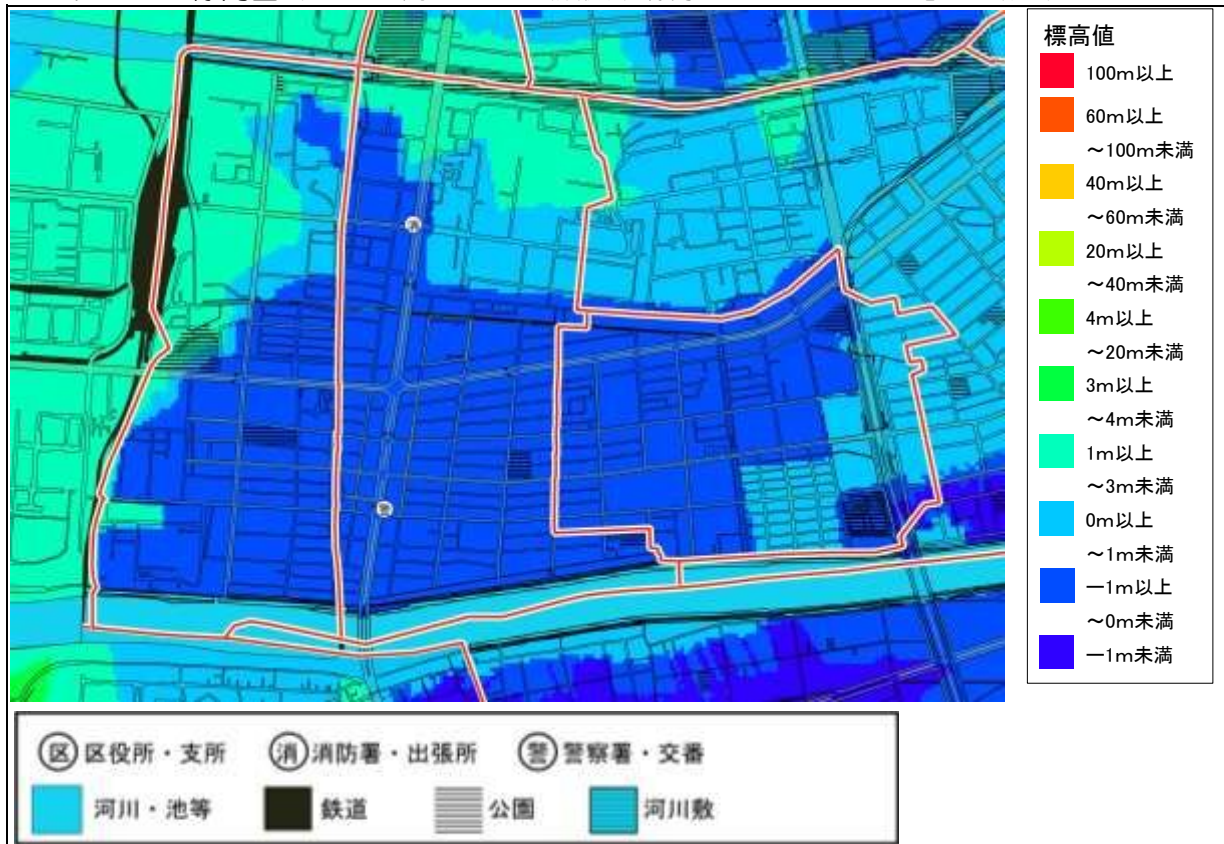 標高値
100m以上
60m以上
~100m未満
40m以上
~60m未満
20m以上
~40m未満
4m以上
~20m未満
3m以上
~4m未満
1m以上
~3m未満
0m以上
~1m未満
-1m以上
~0m未満
-1m未満
消
警
区 区役所・支所 消 消防署・出張所 警 警察署・交番
河川・池等 鉄道 公園 河川敷